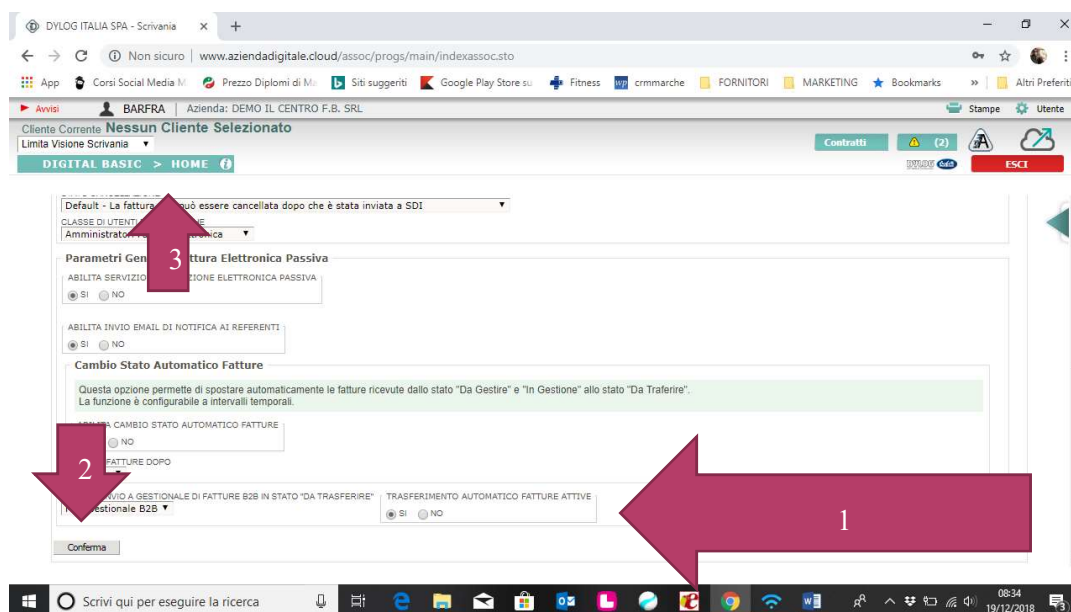 DYLOG ITALIA SPA - Scrivania
Non sicuro | www.aziendadigitale.cloud/assoc/progs/main/indexassoc.sto
App Corsi Social Media M Prezzo Diplomi di Ma Siti suggeriti Google Play Store su Fitness crmmarche FORNITORI MARKETING Bookmarks » Altri Preferiti
Avvisi BARFRA | Azienda: DEMO IL CENTRO F.B. SRL Stampe Utente
Cliente Corrente Nessun Cliente Selezionato
Limita Visione Scrivania Contratti (2)
DIGITAL BASIC > HOME DYLOG ESCI
Default - La fattura può essere cancellata dopo che è stata inviata a SDI
CLASSE DI UTENTI
3
Parametri Gen ttura Elettronica Passiva
ABILITA SERVIZIO ZIONE ELETTRONICA PASSIVA
SI NO
ABILITA INVIO EMAIL DI NOTIFICA AI REFERENTI
SI NO
Cambio Stato Automatico Fatture
Questa opzione permette di spostare automaticamente le fatture ricevute dallo stato "Da Gestire" e "In Gestione" allo stato "Da Traferire".
La funzione è configurabile a intervalli temporali.
CAMBIO STATO AUTOMATICO FATTURE
NO
2
FATTURE DOPO
INVIO A GESTIONALE DI FATTURE B2B IN STATO "DA TRASFERIRE" TRASFERIMENTO AUTOMATICO FATTURE ATTIVE
estionale B2B SI NO
1
Conferma
Scrivi qui per eseguire la ricerca 08:34
19/12/2018